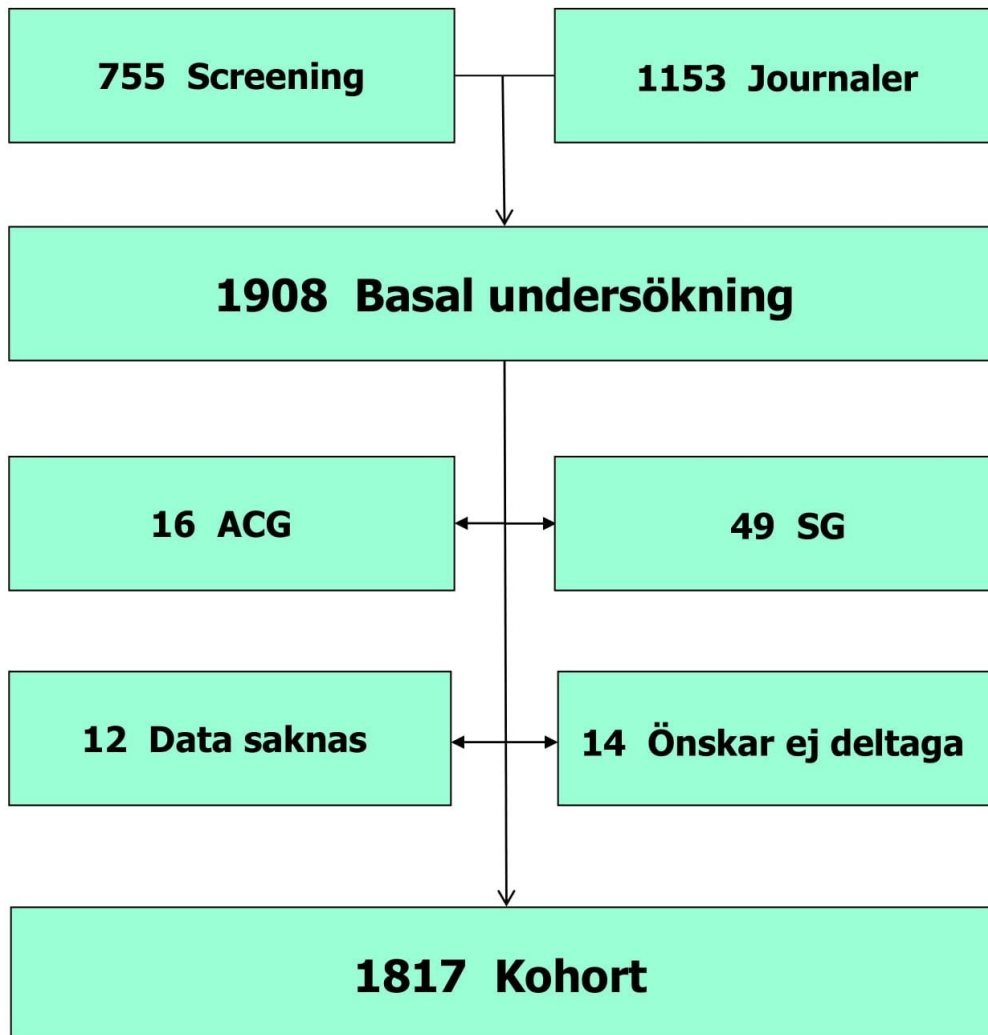 755 Screening
1153 Journaler
1908 Basal undersökning
16 ACG
49 SG
12 Data saknas
14 Önskar ej deltaga
1817 Kohort